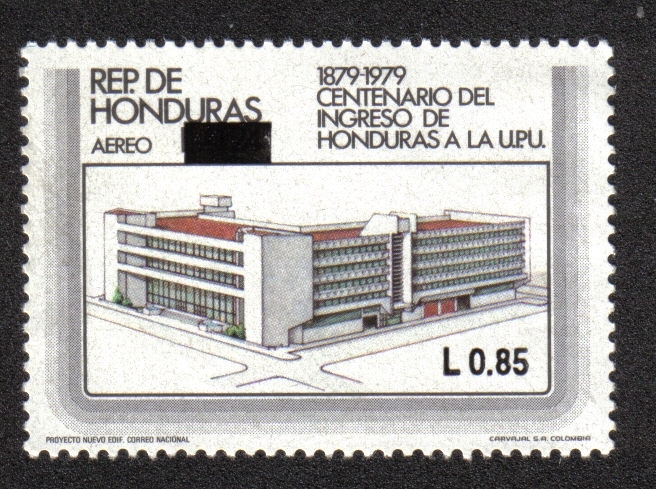 REP. DE
HONDURAS
AEREO
1879-1979
CENTENARIO DEL
INGRESO DE
HONDURAS A LA U.P.U.
L 0.85
PROYECTO NUEVO EDIF. CORREO NACIONAL
CARVAJAL S.A. COLOMBIA